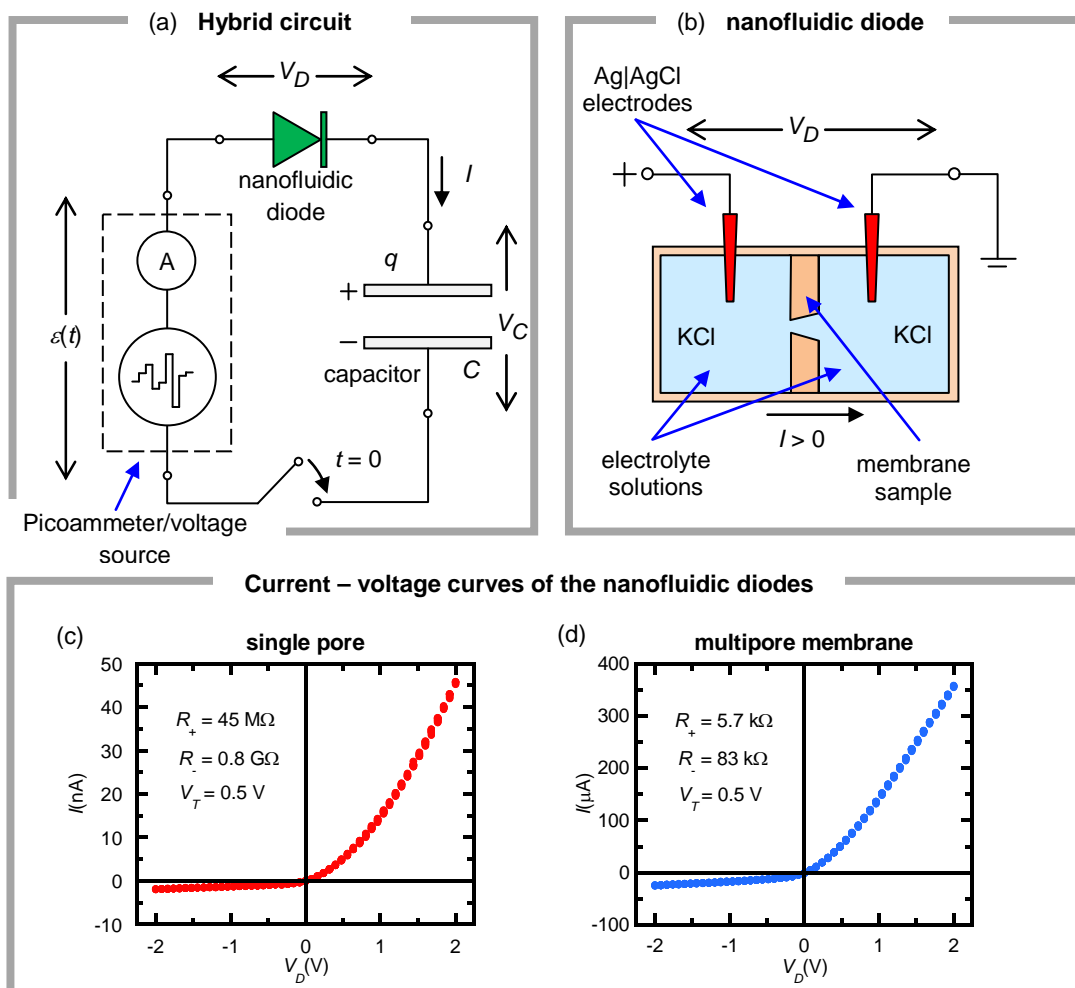 (a) Hybrid circuit
V_D
nanofluidic
diode
I
A
ε(t)
q
+
−
V_C
capacitor
C
t = 0
Picoammeter/voltage
source
(b) nanofluidic diode
Ag|AgCl
electrodes
V_D
+
KCl
KCl
I > 0
electrolyte
solutions
membrane
sample
Current – voltage curves of the nanofluidic diodes
(c)
single pore
50
40
30
20
10
0
-10
I(nA)
R_+ = 45 MΩ
R_- = 0.8 GΩ
V_T = 0.5 V
-2 -1 0 1 2
V_D(V)
(d)
multipore membrane
400
300
200
100
0
-100
I(μA)
R_+ = 5.7 kΩ
R_- = 83 kΩ
V_T = 0.5 V
-2 -1 0 1 2
V_D(V)